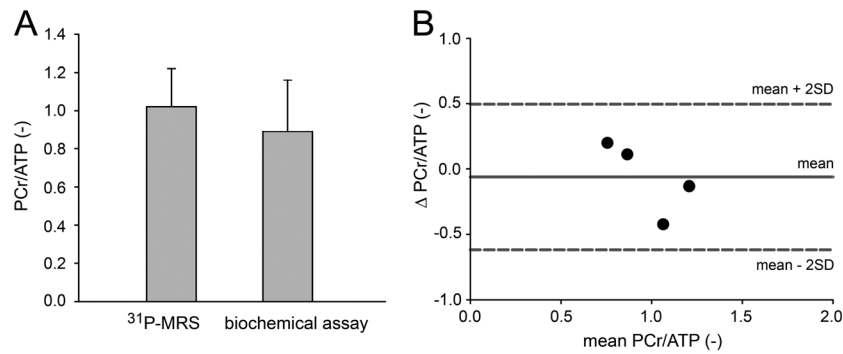 A
PCr/ATP (-)
1.4
1.2
1.0
0.8
0.6
0.4
0.2
0.0
31P-MRS
biochemical assay
B
Δ PCr/ATP (-)
1.0
0.5
0.0
-0.5
-1.0
mean + 2SD
mean
mean - 2SD
0.0
0.5
1.0
1.5
2.0
mean PCr/ATP (-)